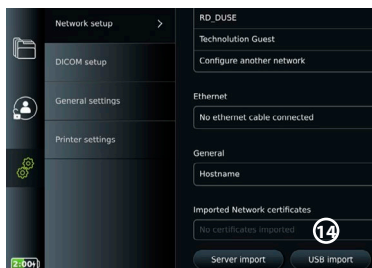 Network setup >
DICOM setup
General settings
Printer settings
2:00
RD_DUSE
Technolution Guest
Configure another network
Ethernet
No ethernet cable connected
General
Hostname
Imported Network certificates
No certificates imported
14
Server import
USB import